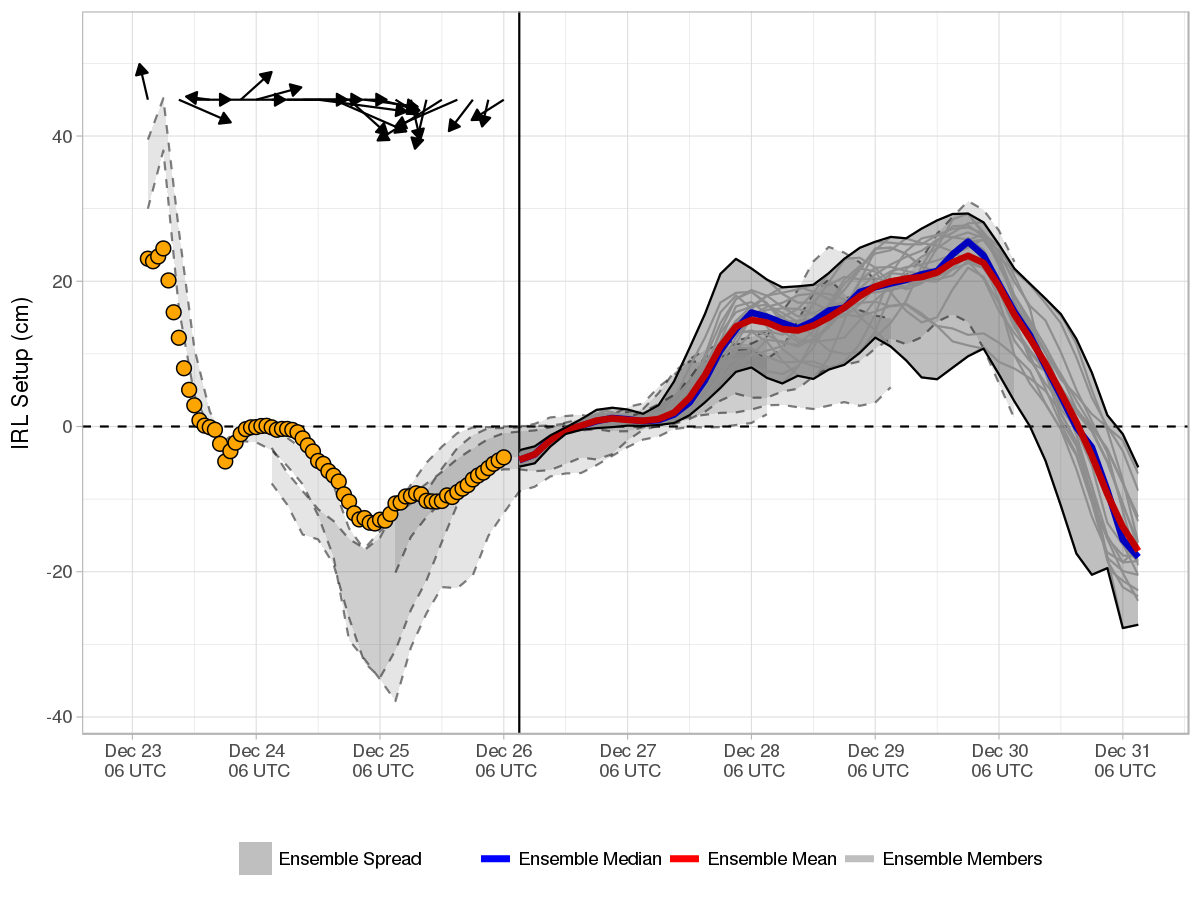 IRL Setup (cm)
40
20
0
-20
-40
Dec 23 Dec 24 Dec 25 Dec 26 Dec 27 Dec 28 Dec 29 Dec 30 Dec 31
06 UTC 06 UTC 06 UTC 06 UTC 06 UTC 06 UTC 06 UTC 06 UTC 06 UTC
Ensemble Spread Ensemble Median Ensemble Mean Ensemble Members